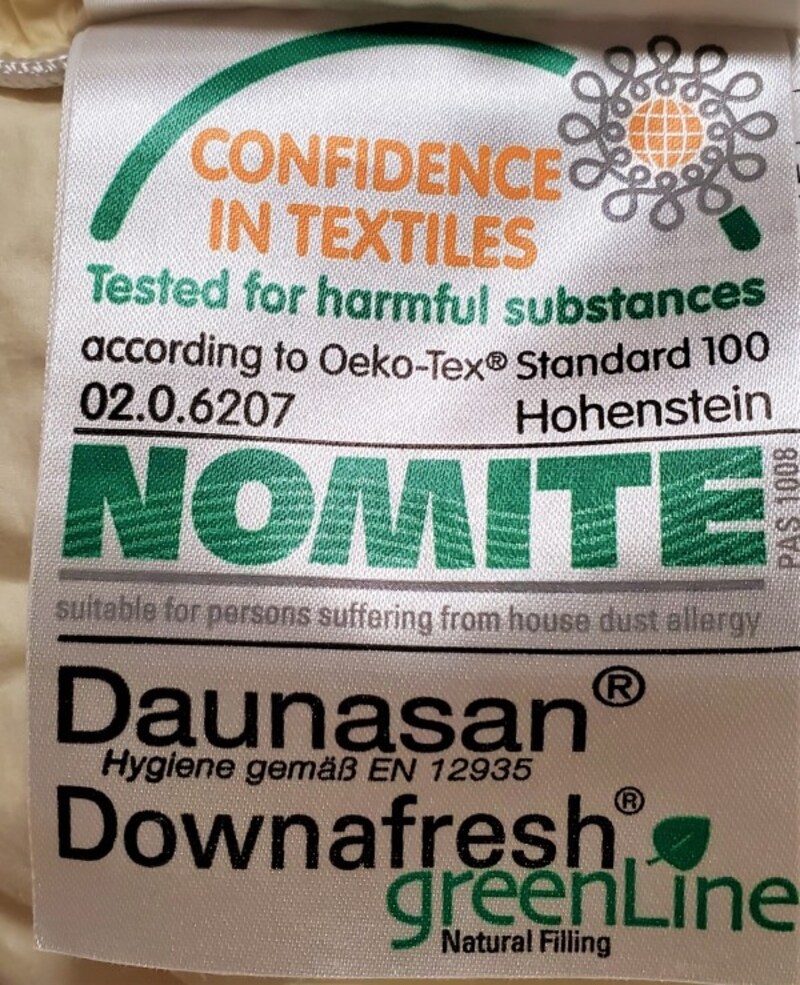 CONFIDENCE
IN TEXTILES
Tested for harmful substances
according to Oeko-Tex® Standard 100
02.0.6207 Hohenstein
NOMITE
PAS 1008
suitable for persons suffering from house dust allergy
Daunasan®
Hygiene gemäß EN 12935
Downafresh®
greenLine
Natural Filling